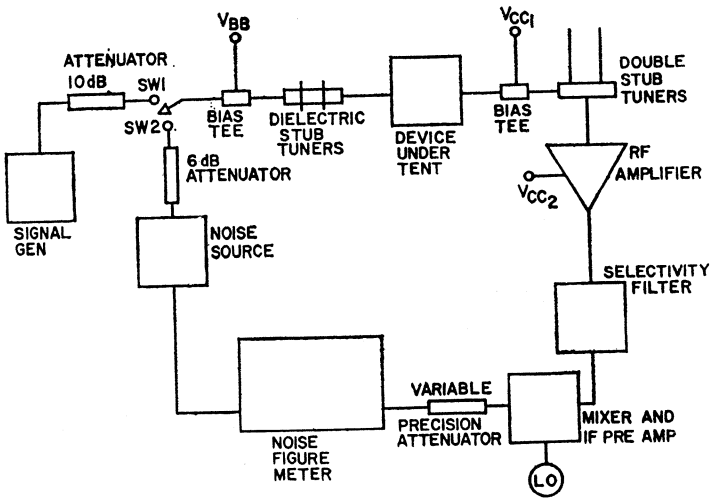 VBB
VCC1
ATTENUATOR
10dB
SW1
SW2
BIAS
TEE
DIELECTRIC
STUB
TUNERS
DEVICE
UNDER
TENT
BIAS
TEE
DOUBLE
STUB
TUNERS
6dB
ATTENUATOR
RF
AMPLIFIER
VCC2
SIGNAL
GEN
NOISE
SOURCE
SELECTIVITY
FILTER
VARIABLE
PRECISION
ATTENUATOR
MIXER AND
IF PRE AMP
NOISE
FIGURE
METER
LO